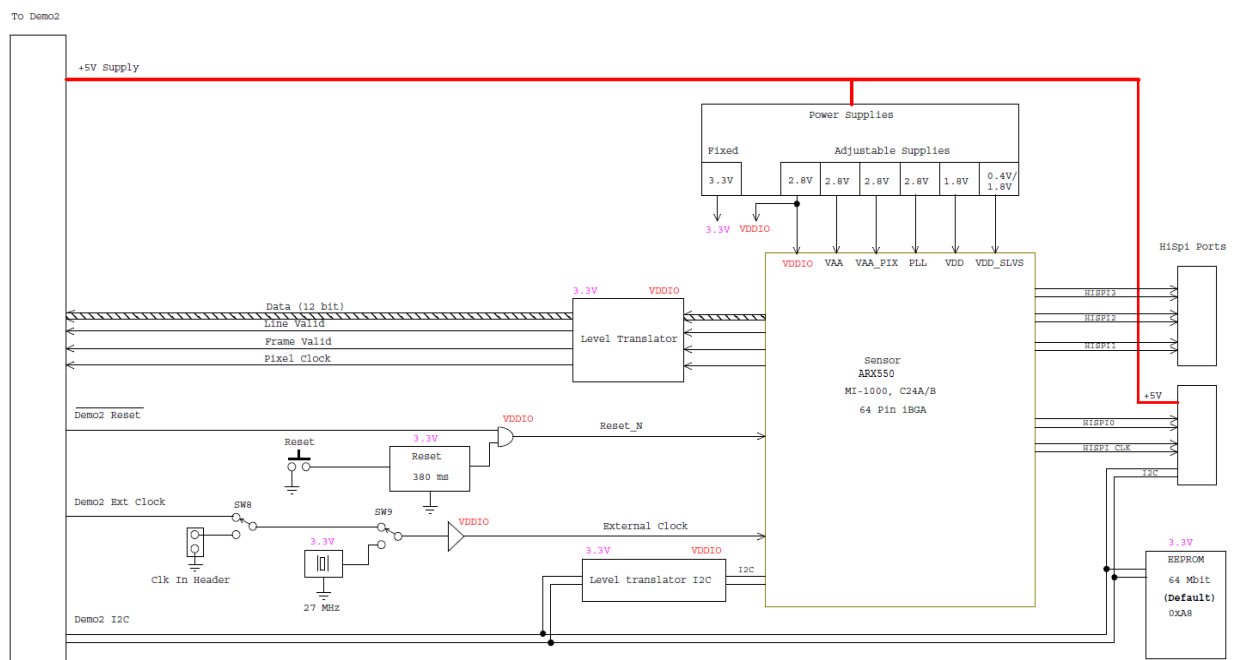 To Demo2
+5V Supply
Power Supplies
Fixed
Adjustable Supplies
3.3V
2.8V
2.8V
2.8V
2.8V
1.8V
0.4V/
1.8V
3.3V
VDDIO
VDDIO
VAA
VAA_PIX
PLL
VDD
VDD_SLVS
HiSpi Ports
3.3V
VDDIO
Data (12 bit)
Line Valid
Frame Valid
Pixel Clock
Level Translator
Sensor
ARX550
MI-1000, C24A/B
64 Pin iBGA
HISPI3
HISPI2
HISPI1
+5V
HISPI0
HISPI CLK
I2C
Demo2 Reset
VDDIO
Reset_N
Reset
3.3V
Reset
380 ms
Demo2 Ext Clock
SW8
SW9
VDDIO
External Clock
3.3V
Clk In Header
27 MHz
3.3V
VDDIO
Level translator I2C
I2C
3.3V
EEPROM
64 Mbit
(Default)
0xA8
Demo2 I2C